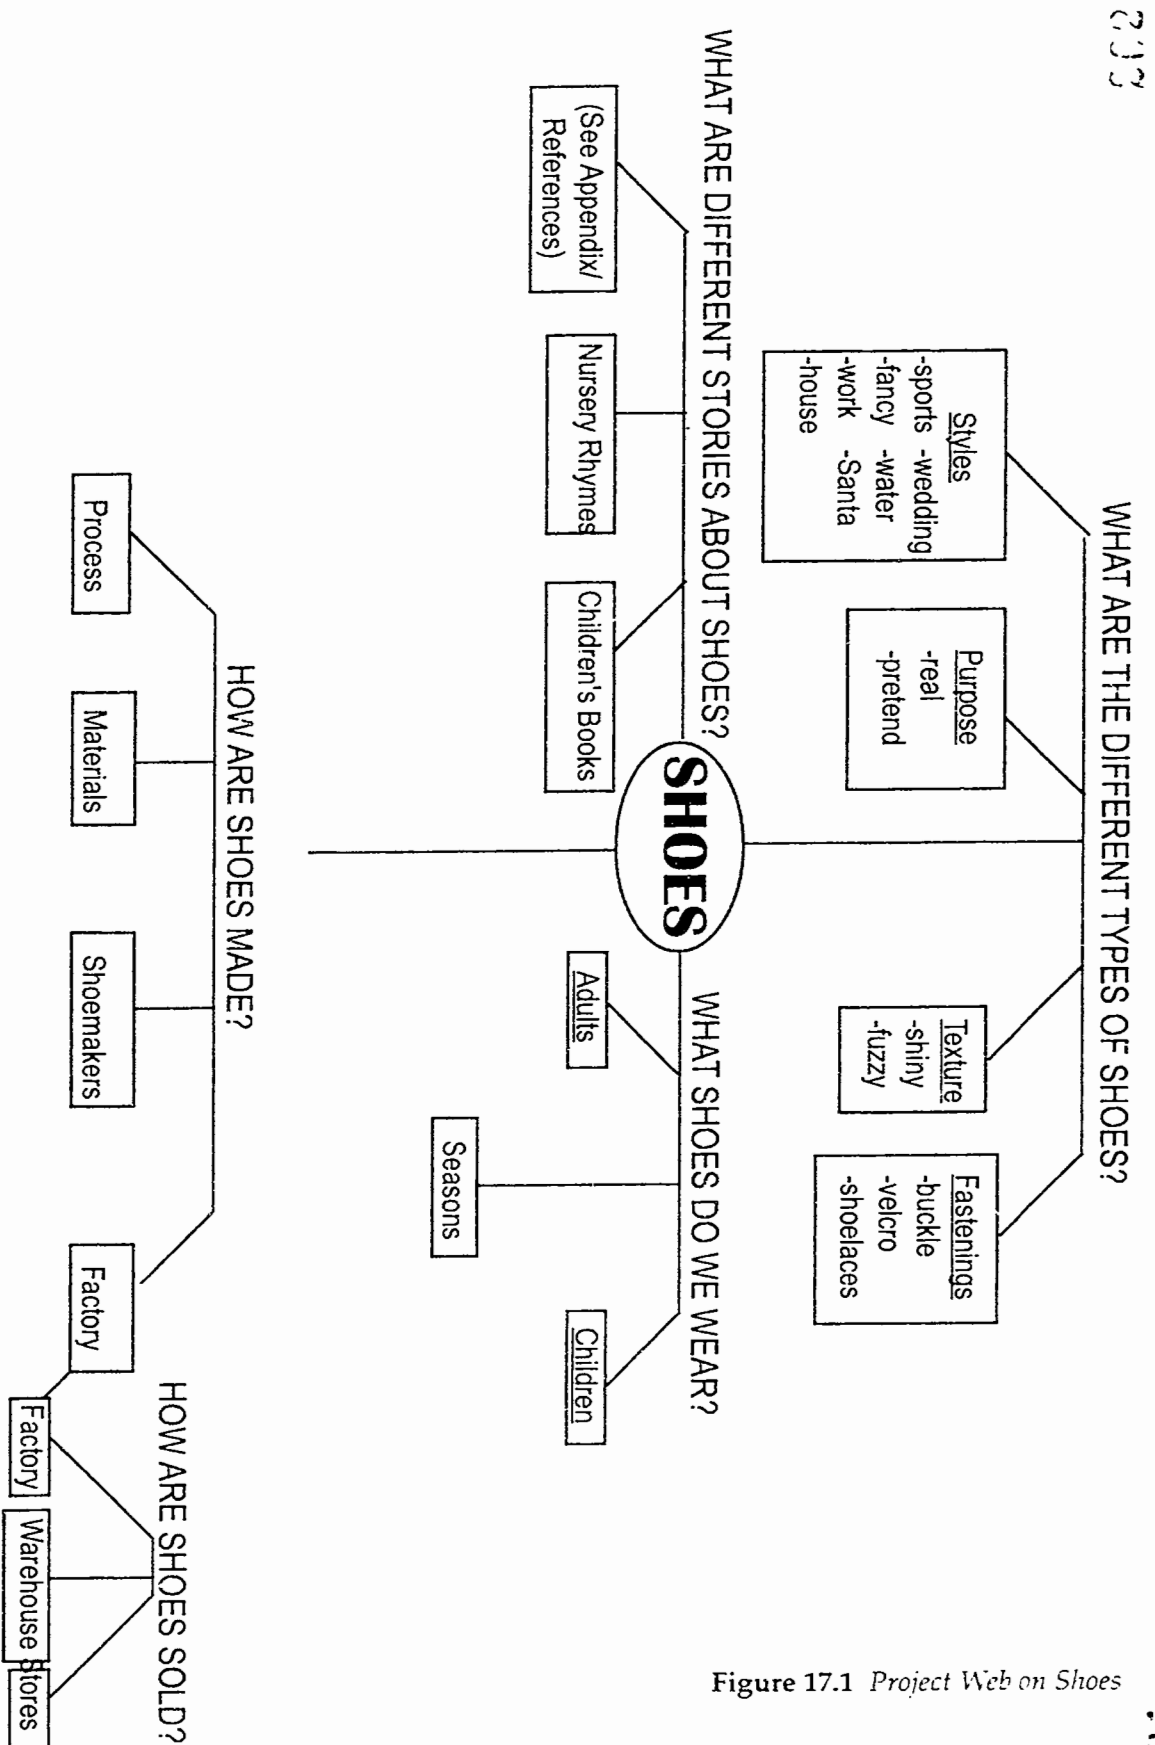 WHAT ARE THE DIFFERENT TYPES OF SHOES?
Styles
-sports -wedding
-fancy -water
-work -Santa
-house
Purpose
-real
-pretend
Texture
-shiny
-fuzzy
Fastenings
-buckle
-velcro
-shoelaces
WHAT ARE DIFFERENT STORIES ABOUT SHOES?
(See Appendix/
References)
Nursery Rhymes
Children's Books
SHOES
WHAT SHOES DO WE WEAR?
Adults
Seasons
Children
HOW ARE SHOES MADE?
Process
Materials
Shoemakers
Factory
HOW ARE SHOES SOLD?
Factory
Warehouse
Stores
Figure 17.1 Project Web on Shoes